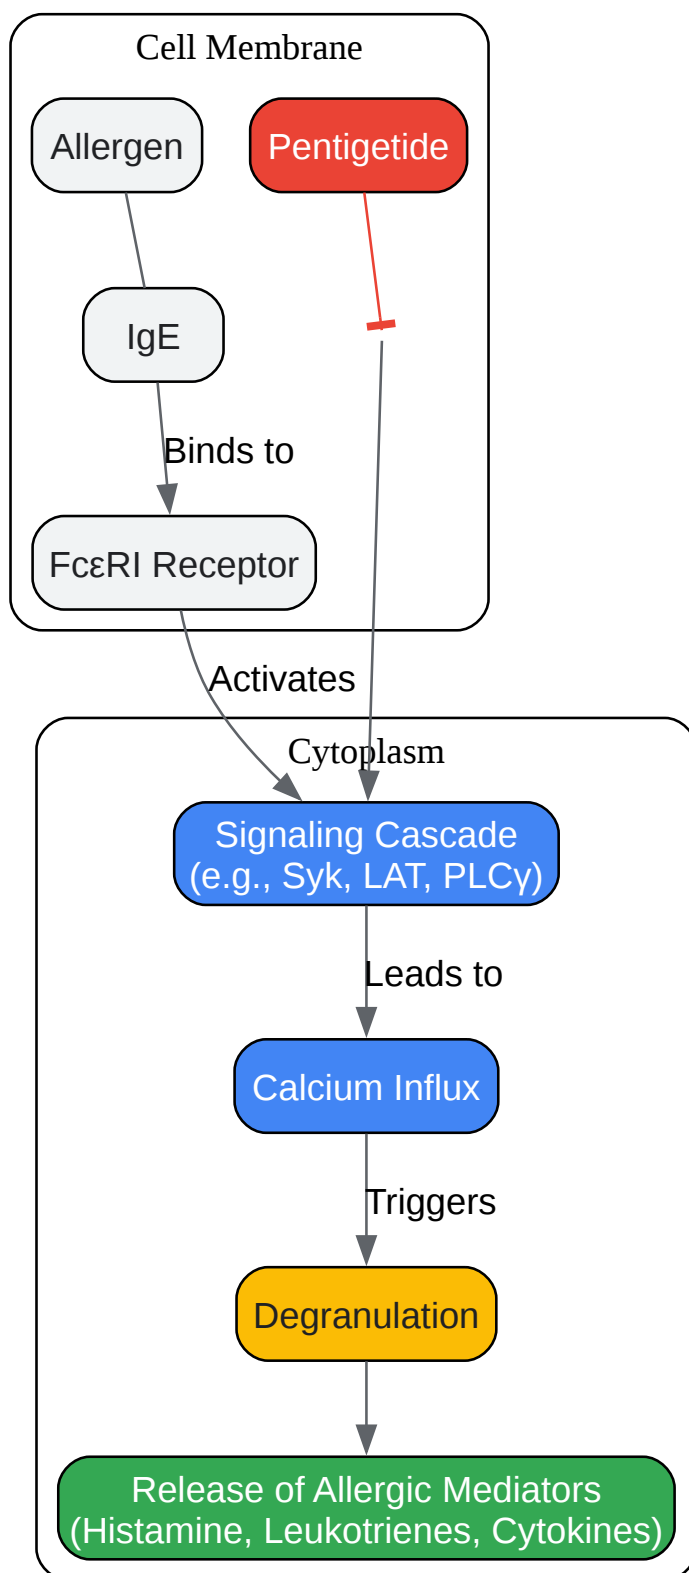 Cell Membrane
Allergen
Pentigetide
IgE
Binds to
FcεRI Receptor
Activates
Cytoplasm
Signaling Cascade
(e.g., Syk, LAT, PLCγ)
Leads to
Calcium Influx
Triggers
Degranulation
Release of Allergic Mediators
(Histamine, Leukotrienes, Cytokines)